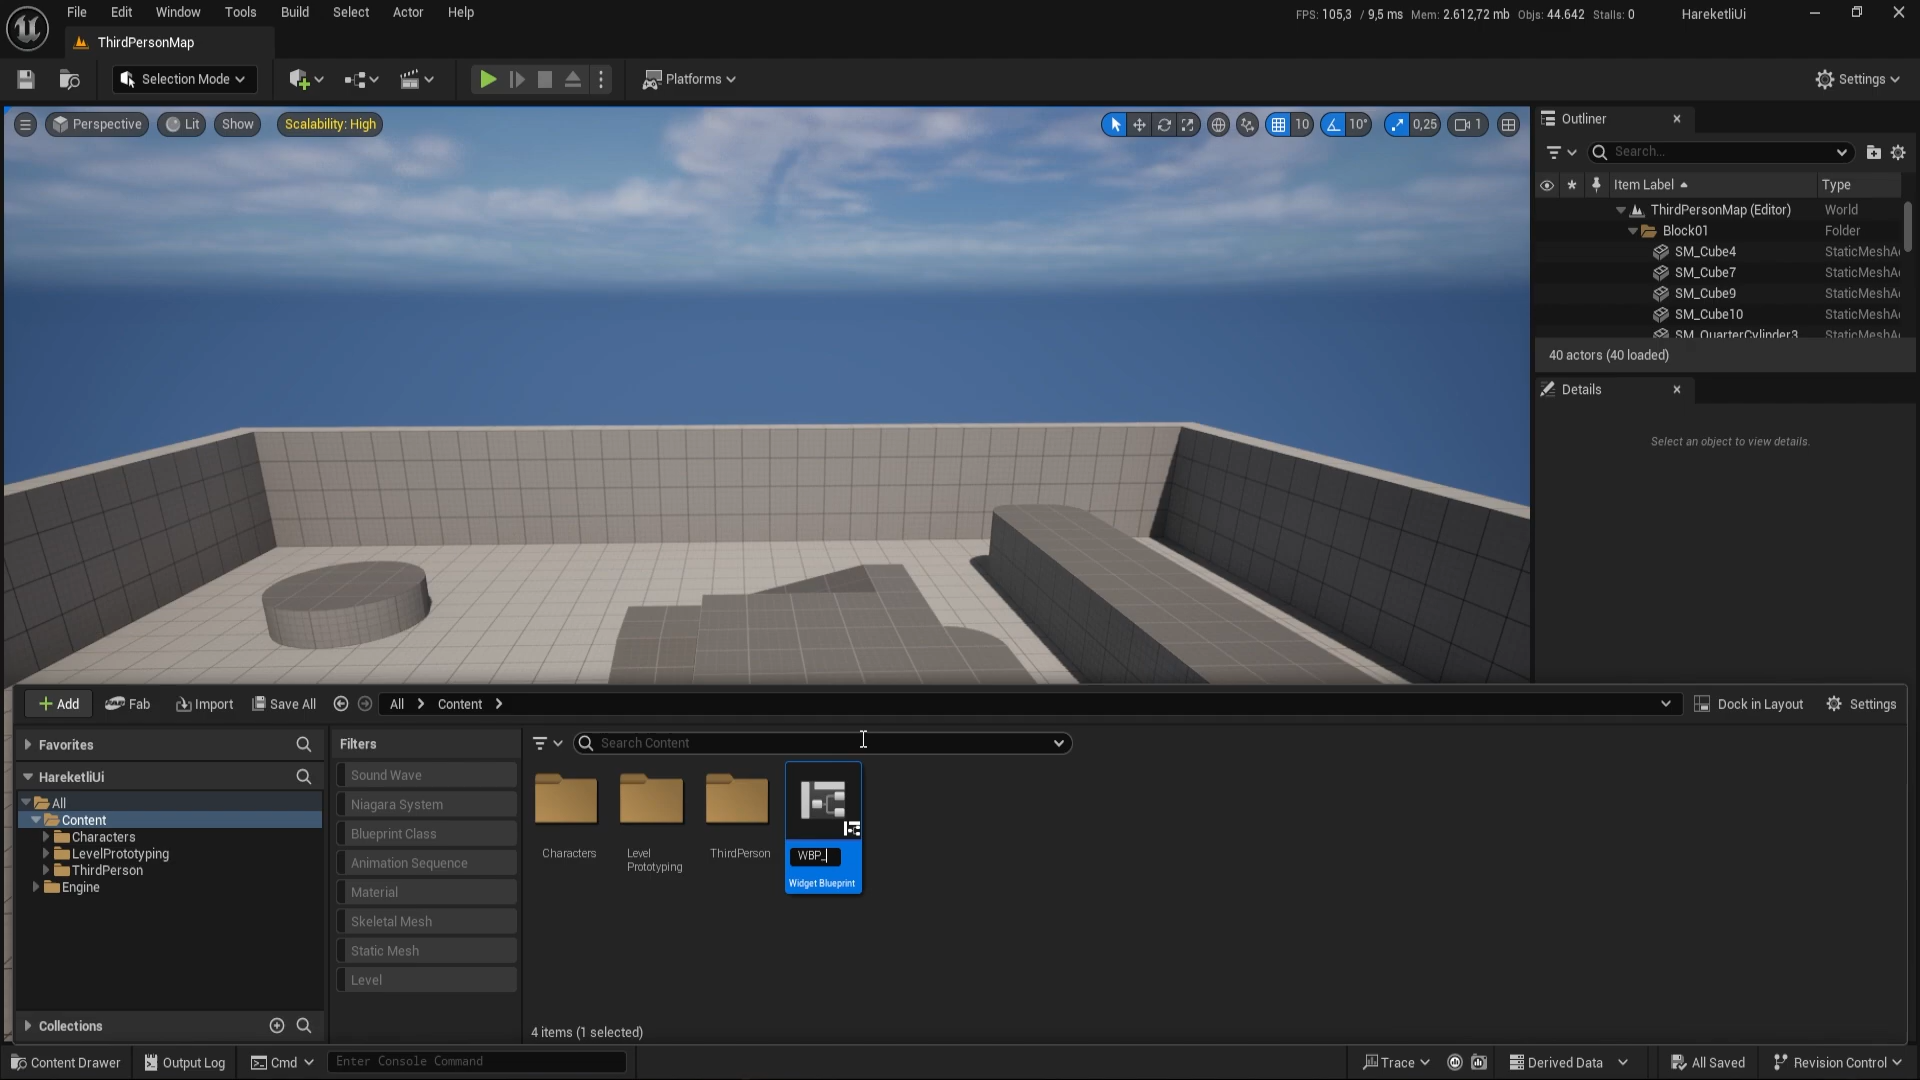 File Edit Window Tools Build Select Actor Help
FPS: 105,3 / 9,5 ms Mem: 2.612,72 mb Objs: 44.642 Stalls: 0 HareketliUi
ThirdPersonMap
Selection Mode Platforms Settings
Perspective Lit Show Scalability: High 10 10° 0,25 1
Outliner
Search...
Item Label Type
ThirdPersonMap (Editor) World
Block01 Folder
SM_Cube4 StaticMeshA
SM_Cube7 StaticMeshA
SM_Cube9 StaticMeshA
SM_Cube10 StaticMeshA
SM_QuarterCylinder3 StaticMeshA
40 actors (40 loaded)
Details
Select an object to view details.
Add Fab Import Save All All Content Dock in Layout Settings
Favorites
HareketliUi
All
Content
Characters
LevelPrototyping
ThirdPerson
Engine
Collections
Filters
Sound Wave
Niagara System
Blueprint Class
Animation Sequence
Material
Skeletal Mesh
Static Mesh
Level
Search Content
Characters
Level
Prototyping
ThirdPerson
WBP_
Widget Blueprint
4 items (1 selected)
Content Drawer Output Log Cmd Enter Console Command Trace Derived Data All Saved Revision Control